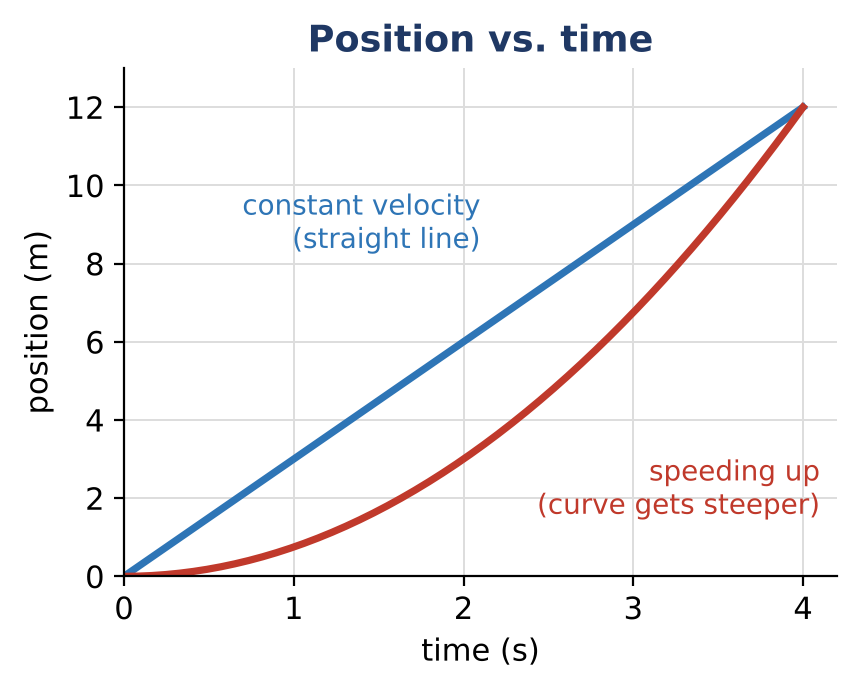 Position vs. time
12
10
8
6
4
2
0
position (m)
constant velocity
(straight line)
speeding up
(curve gets steeper)
0 1 2 3 4
time (s)